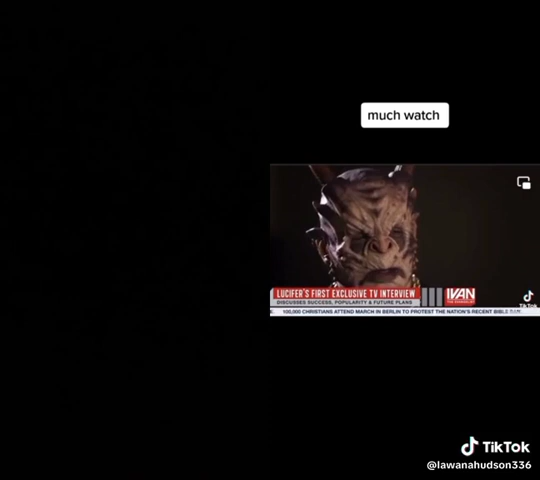 much watch
LUCIFER'S FIRST EXCLUSIVE TV INTERVIEW
DISCUSSES SUCCESS, POPULARITY & FUTURE PLANS
IVAN
TikTok
100,000 CHRISTIANS ATTEND MARCH IN BERLIN TO PROTEST THE NATION'S RECENT BIBLE
TikTok
@lawanahudson336